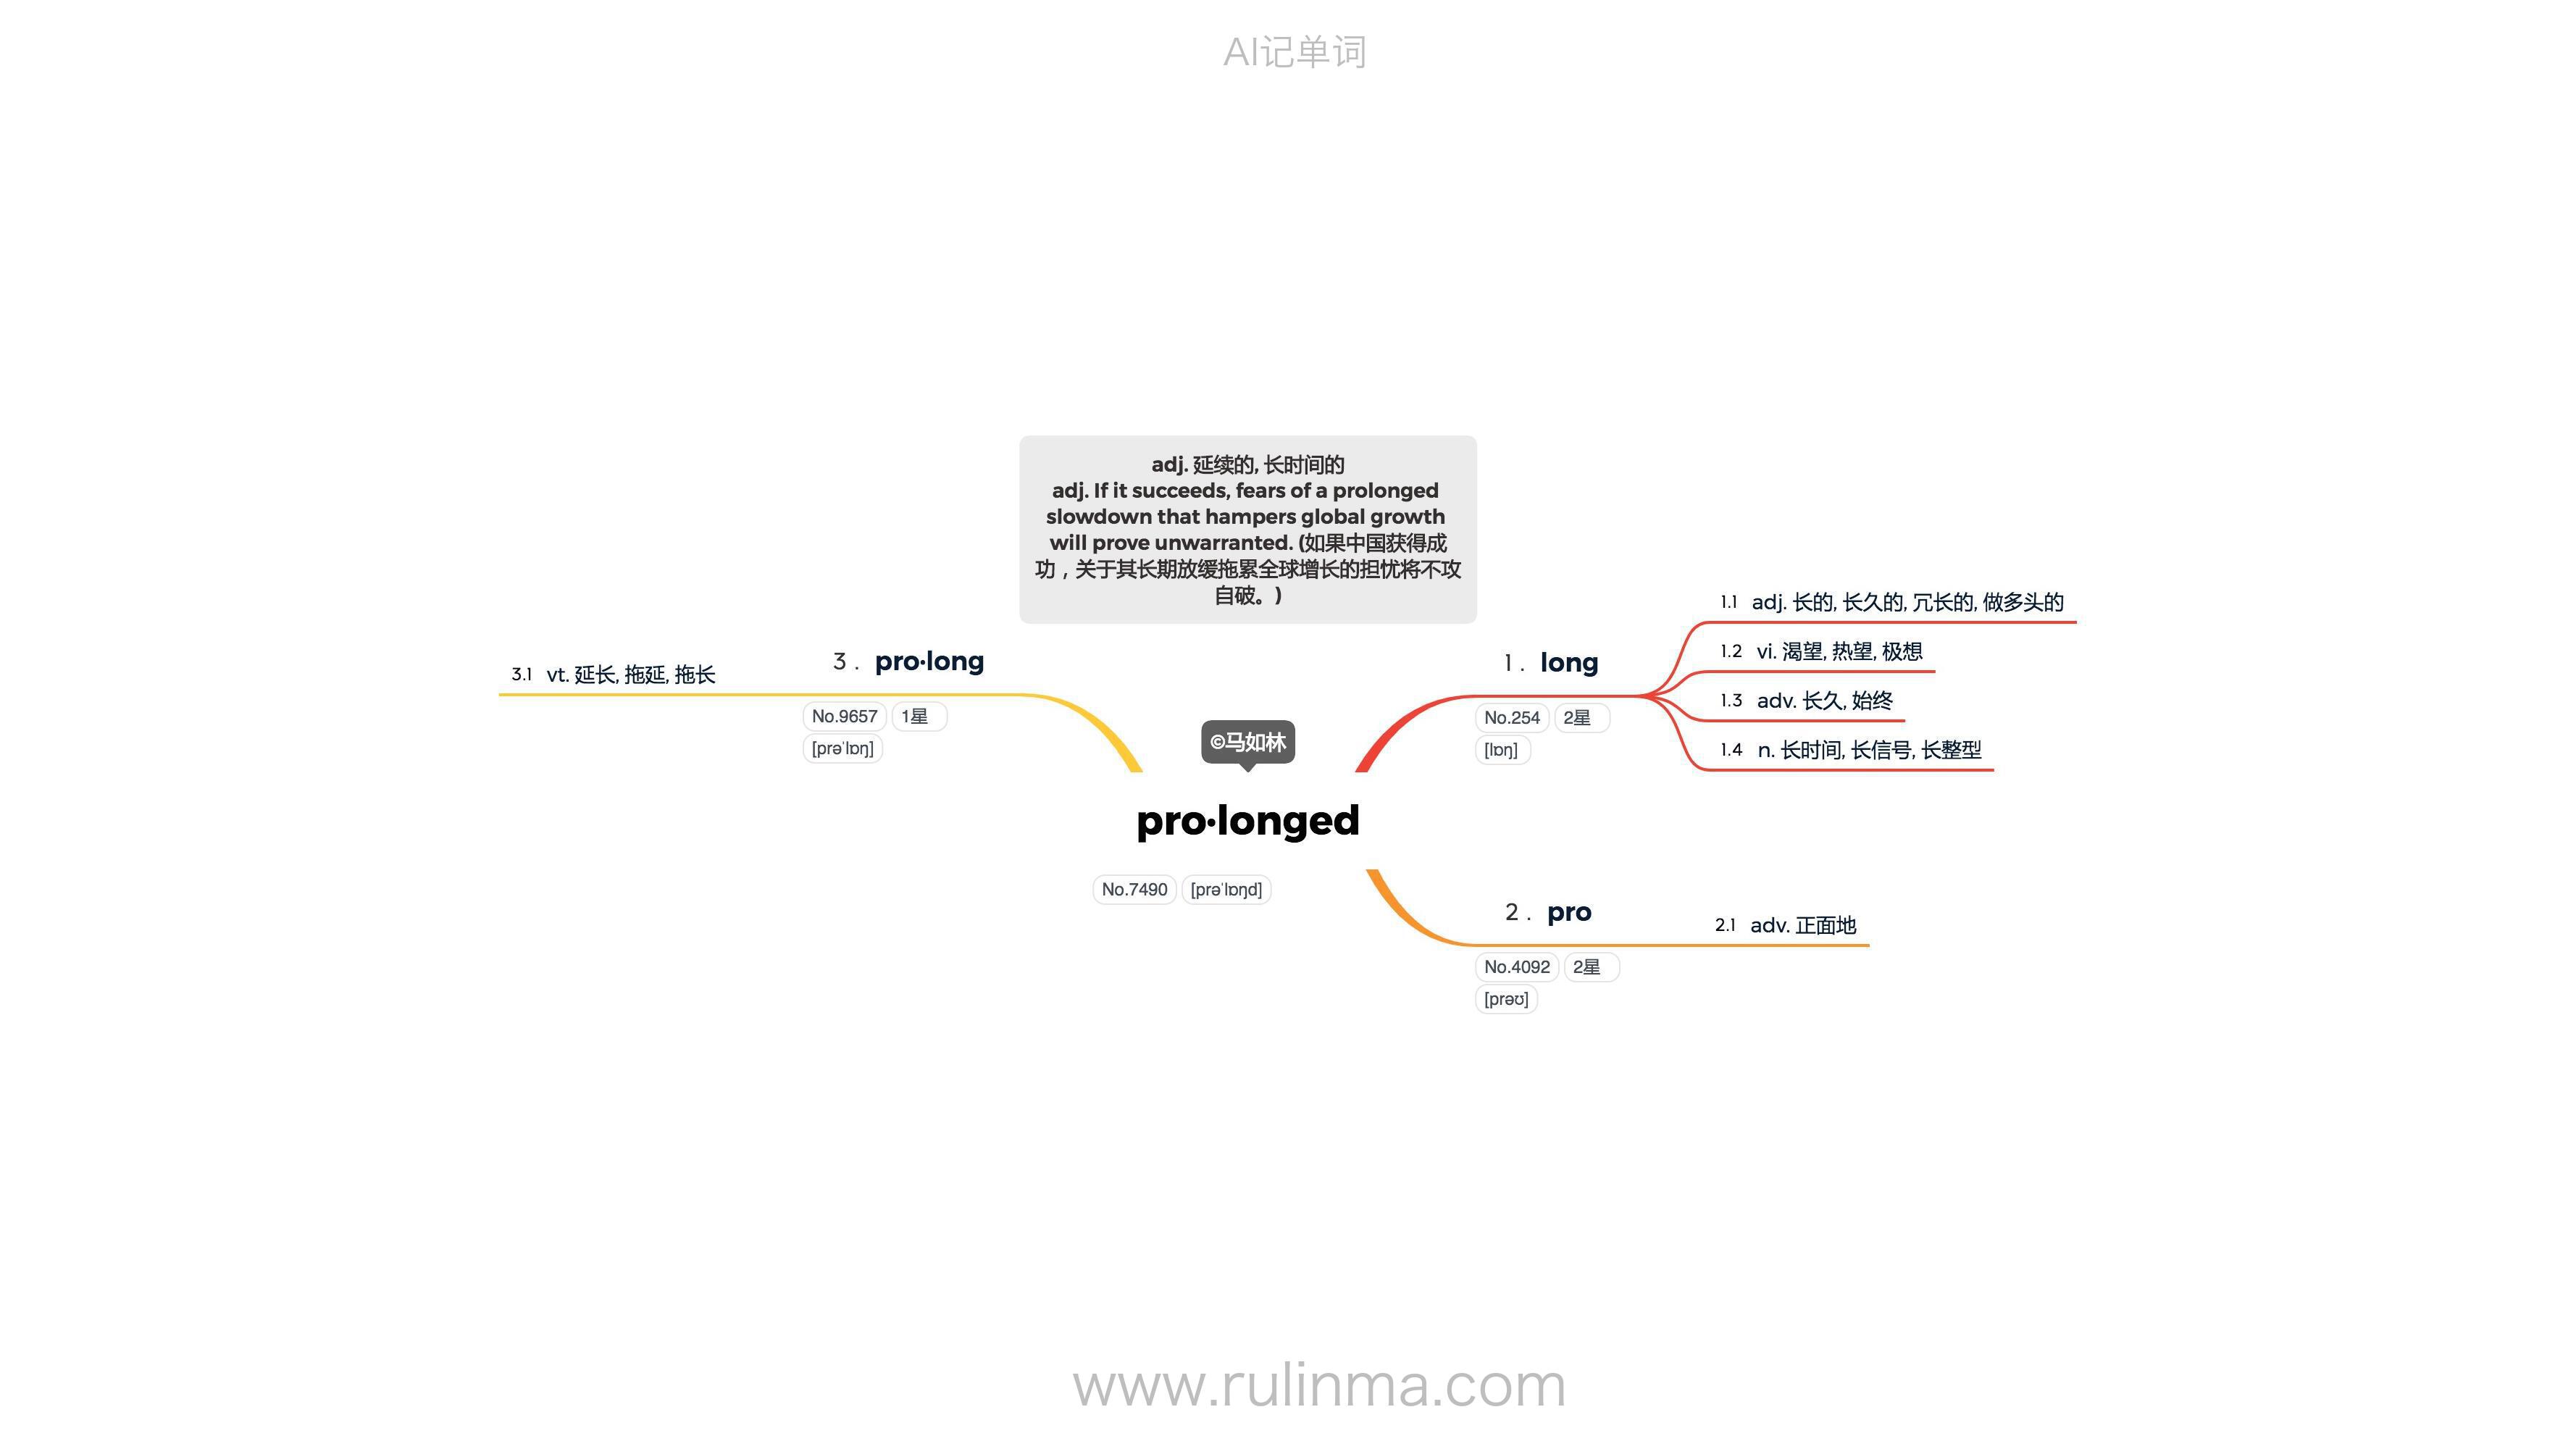 AI记单词
adj. 延续的, 长时间的
adj. If it succeeds, fears of a prolonged
slowdown that hampers global growth
will prove unwarranted. (如果中国获得成
功，关于其长期放缓拖累全球增长的担忧将不攻
自破。)
©马如林
pro·longed
No.7490 [prəˈlɒŋd]
1 . long
No.254 2星
[lɒŋ]
1.1 adj. 长的, 长久的, 冗长的, 做多头的
1.2 vi. 渴望, 热望, 极想
1.3 adv. 长久, 始终
1.4 n. 长时间, 长信号, 长整型
2 . pro
No.4092 2星
[prəʊ]
2.1 adv. 正面地
3 . pro·long
No.9657 1星
[prəˈlɒŋ]
3.1 vt. 延长, 拖延, 拖长
www.rulinma.com